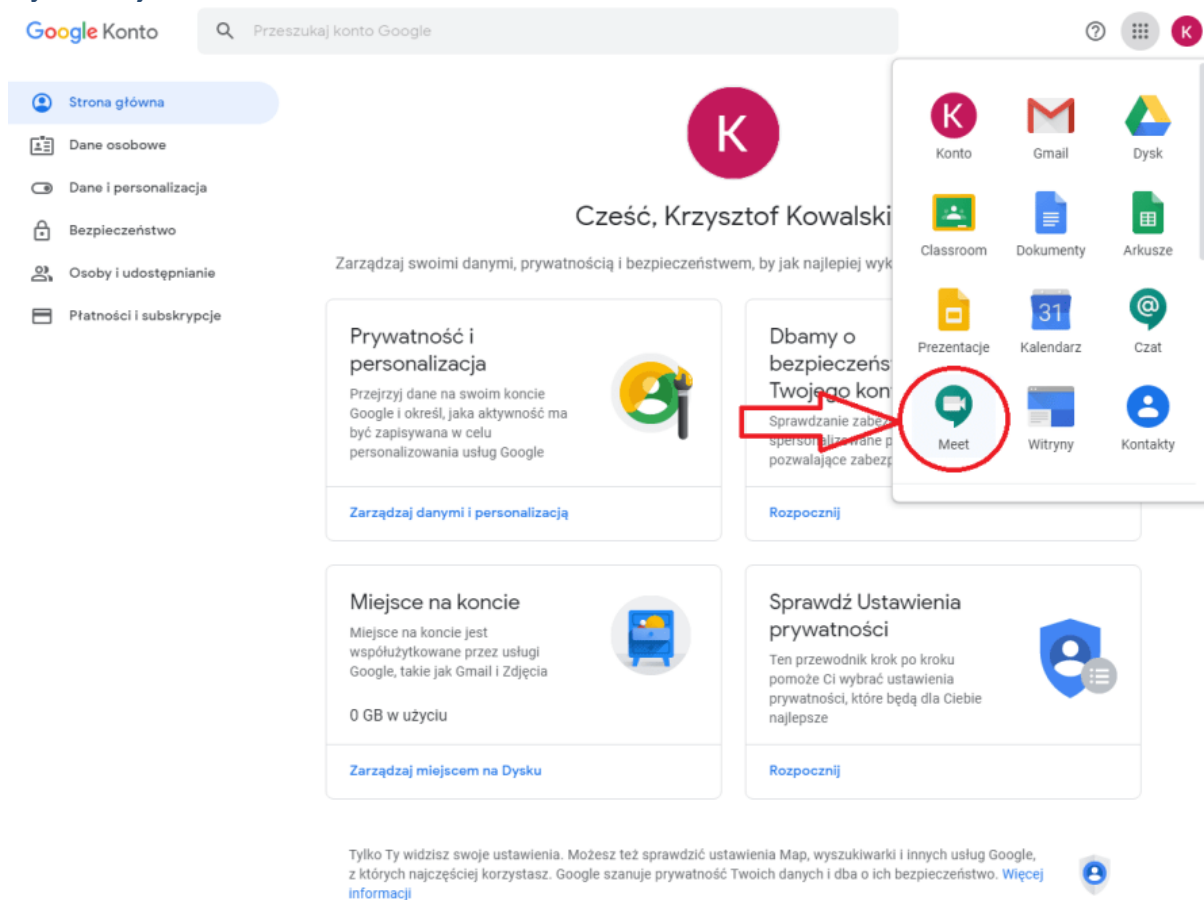 Google Konto
Przeszukaj konto Google
K
Strona główna
Dane osobowe
Dane i personalizacja
Bezpieczeństwo
Osoby i udostępnianie
Płatności i subskrypcje
K
Cześć, Krzysztof Kowalski
Zarządzaj swoimi danymi, prywatnością i bezpieczeństwem, by jak najlepiej wyk
K
Konto
Gmail
Dysk
Classroom
Dokumenty
Arkusze
Prezentacje
31
Kalendarz
@
Czat
Meet
Witryny
Kontakty
Prywatność i
personalizacja
Przejrzyj dane na swoim koncie
Google i określ, jaka aktywność ma
być zapisywana w celu
personalizowania usług Google
Zarządzaj danymi i personalizacją
Dbamy o
bezpieczeńs
Twojego kon
Sprawdzanie zabez
spersonalizowane p
pozwalające zabezp
Rozpocznij
Miejsce na koncie
Miejsce na koncie jest
współużytkowane przez usługi
Google, takie jak Gmail i Zdjęcia
0 GB w użyciu
Zarządzaj miejscem na Dysku
Sprawdź Ustawienia
prywatności
Ten przewodnik krok po kroku
pomoże Ci wybrać ustawienia
prywatności, które będą dla Ciebie
najlepsze
Rozpocznij
Tylko Ty widzisz swoje ustawienia. Możesz też sprawdzić ustawienia Map, wyszukiwarki i innych usług Google,
z których najczęściej korzystasz. Google szanuje prywatność Twoich danych i dba o ich bezpieczeństwo. Więcej
informacji